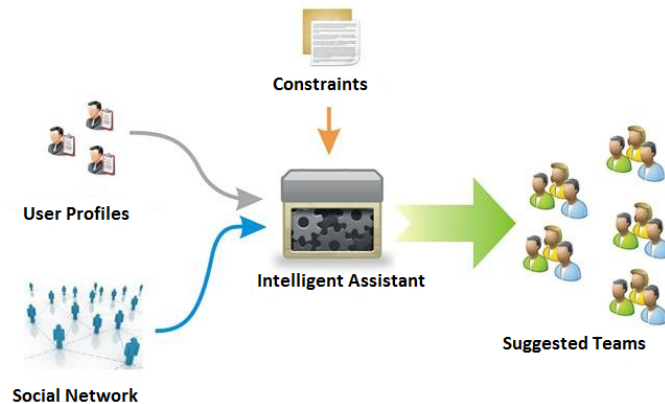 Constraints
User Profiles
Intelligent Assistant
Suggested Teams
Social Network